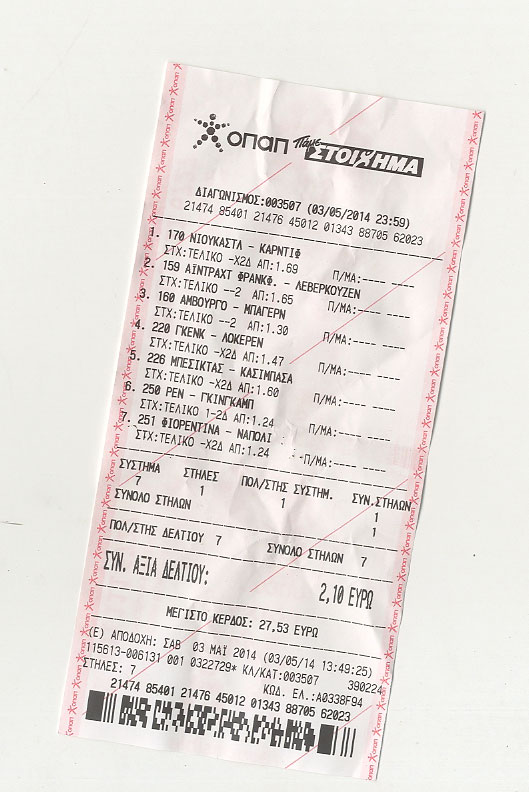 οπαπ Πάμε ΣΤΟΙΧΗΜΑ
ΔΙΑΓΩΝΙΣΜΟΣ:003507 (03/05/2014 23:59)
21474 85401 21476 45012 01343 88705 62023
1. 170 ΝΙΟΥΚΑΣΤΛ - ΚΑΡΝΤΙΦ
ΣΤΧ:ΤΕΛΙΚΟ -Χ2Δ ΑΠ:1.69 Π/ΜΑ:---- ----
2. 159 ΑΙΝΤΡΑΧΤ ΦΡΑΝΚΦ. - ΛΕΒΕΡΚΟΥΖΕΝ
ΣΤΧ:ΤΕΛΙΚΟ --2 ΑΠ:1.65 Π/ΜΑ:---- ----
3. 160 ΑΜΒΟΥΡΓΟ - ΜΠΑΓΕΡΝ
ΣΤΧ:ΤΕΛΙΚΟ --2 ΑΠ:1.30 Π/ΜΑ:---- ----
4. 220 ΓΚΕΝΚ - ΛΟΚΕΡΕΝ
ΣΤΧ:ΤΕΛΙΚΟ -Χ2Δ ΑΠ:1.47 Π/ΜΑ:---- ----
5. 226 ΜΠΕΣΙΚΤΑΣ - ΚΑΣΙΜΠΑΣΑ
ΣΤΧ:ΤΕΛΙΚΟ -Χ2Δ ΑΠ:1.60 Π/ΜΑ:---- ----
6. 250 ΡΕΝ - ΓΚΙΝΓΚΑΜΠ
ΣΤΧ:ΤΕΛΙΚΟ 1-2Δ ΑΠ:1.24 Π/ΜΑ:---- ----
7. 251 ΦΙΟΡΕΝΤΙΝΑ - ΝΑΠΟΛΙ
ΣΤΧ:ΤΕΛΙΚΟ -Χ2Δ ΑΠ:1.24 Π/ΜΑ:---- ----
ΣΥΣΤΗΜΑ ΣΤΗΛΕΣ ΠΟΛ/ΣΤΗΣ ΣΥΣΤΗΜ. ΣΥΝ.ΣΤΗΛΩΝ
7 1 1 1
ΣΥΝΟΛΟ ΣΤΗΛΩΝ 1
ΠΟΛ/ΣΤΗΣ ΔΕΛΤΙΟΥ 7 ΣΥΝΟΛΟ ΣΤΗΛΩΝ 7
ΣΥΝ. ΑΞΙΑ ΔΕΛΤΙΟΥ: 2,10 ΕΥΡΩ
ΜΕΓΙΣΤΟ ΚΕΡΔΟΣ: 27,53 ΕΥΡΩ
(Ε) ΑΠΟΔΟΧΗ: ΣΑΒ 03 ΜΑΪ 2014 (03/05/14 13:49:25)
115613-006131 001 0322729* ΚΛ/ΚΑΤ:003507 390224
ΣΤΗΛΕΣ: 7 ΚΩΔ. ΕΛ.:A0338F94
21474 85401 21476 45012 01343 88705 62023